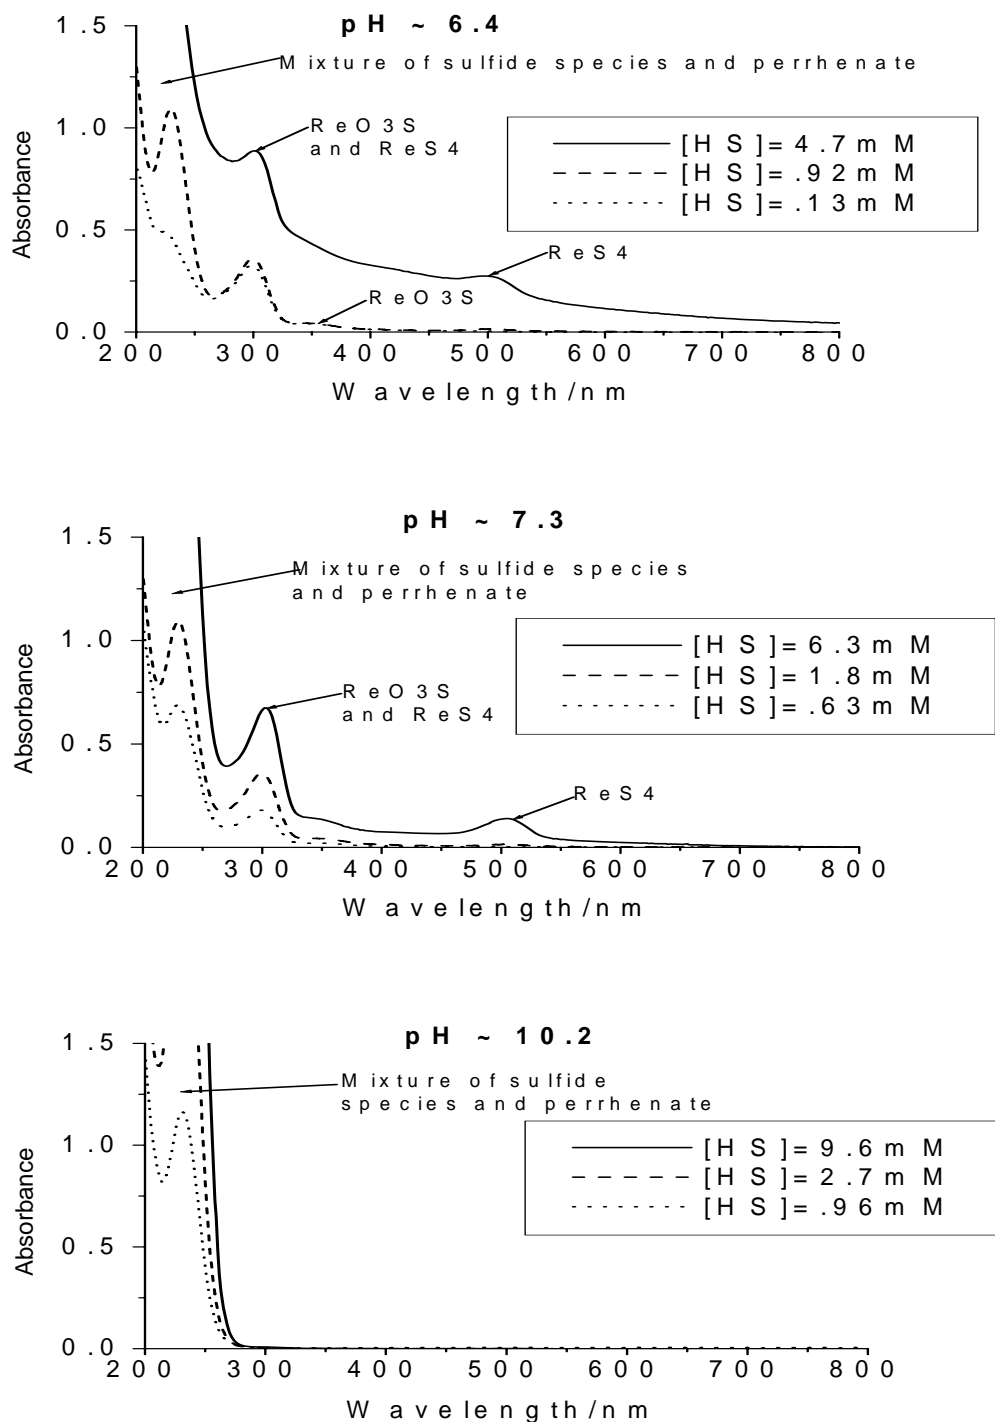 pH ~ 6.4
1.5
Mixture of sulfide species and perrhenate
ReO3S
and ReS4
1.0
[HS]=4.7mM
[HS]=.92mM
[HS]=.13mM
Absorbance
0.5
ReS4
ReO3S
0.0
200 300 400 500 600 700 800
Wavelength/nm
pH ~ 7.3
1.5
Mixture of sulfide species
and perrhenate
1.0
[HS]=6.3mM
[HS]=1.8mM
[HS]=.63mM
Absorbance
ReO3S
and ReS4
0.5
ReS4
0.0
200 300 400 500 600 700 800
Wavelength/nm
pH ~ 10.2
1.5
Mixture of sulfide
species and perrhenate
1.0
[HS]=9.6mM
[HS]=2.7mM
[HS]=.96mM
Absorbance
0.5
0.0
200 300 400 500 600 700 800
Wavelength/nm